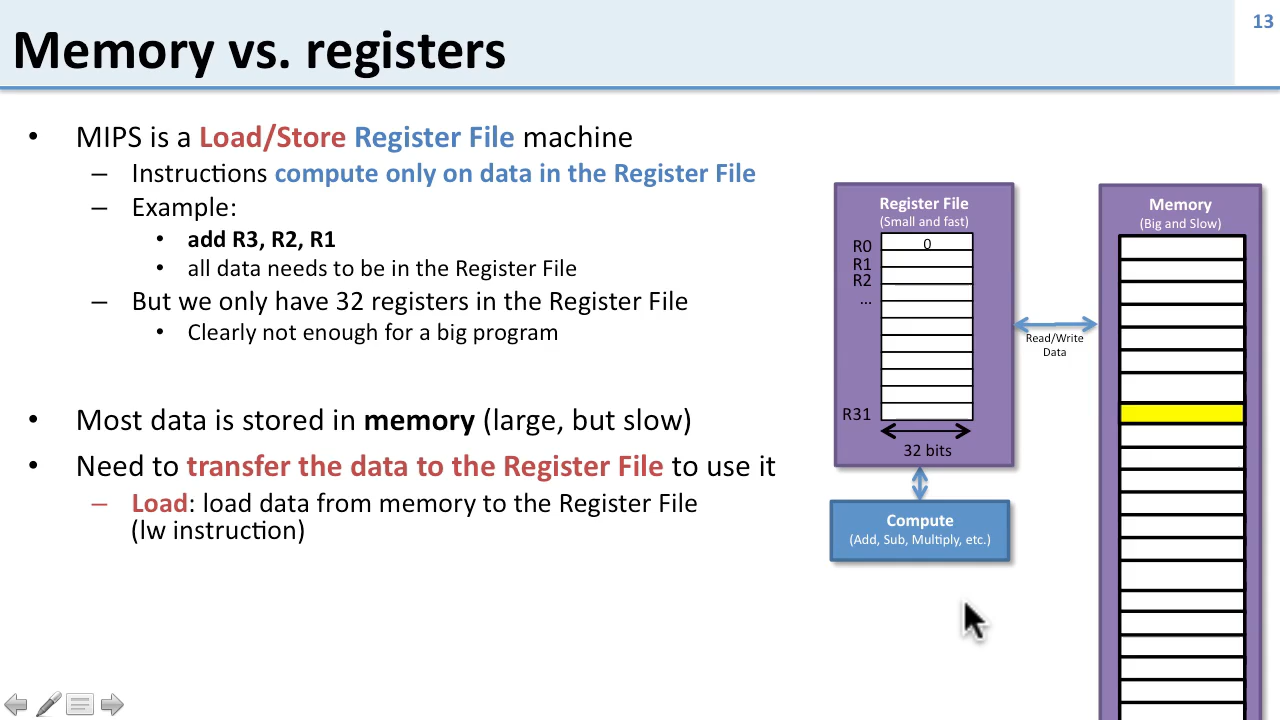 13
Memory vs. registers
• MIPS is a Load/Store Register File machine
– Instructions compute only on data in the Register File
– Example:
• add R3, R2, R1
• all data needs to be in the Register File
– But we only have 32 registers in the Register File
• Clearly not enough for a big program
• Most data is stored in memory (large, but slow)
• Need to transfer the data to the Register File to use it
– Load: load data from memory to the Register File
(lw instruction)
Register File
(Small and fast)
R0
0
R1
R2
...
R31
32 bits
Compute
(Add, Sub, Multiply, etc.)
Read/Write
Data
Memory
(Big and Slow)